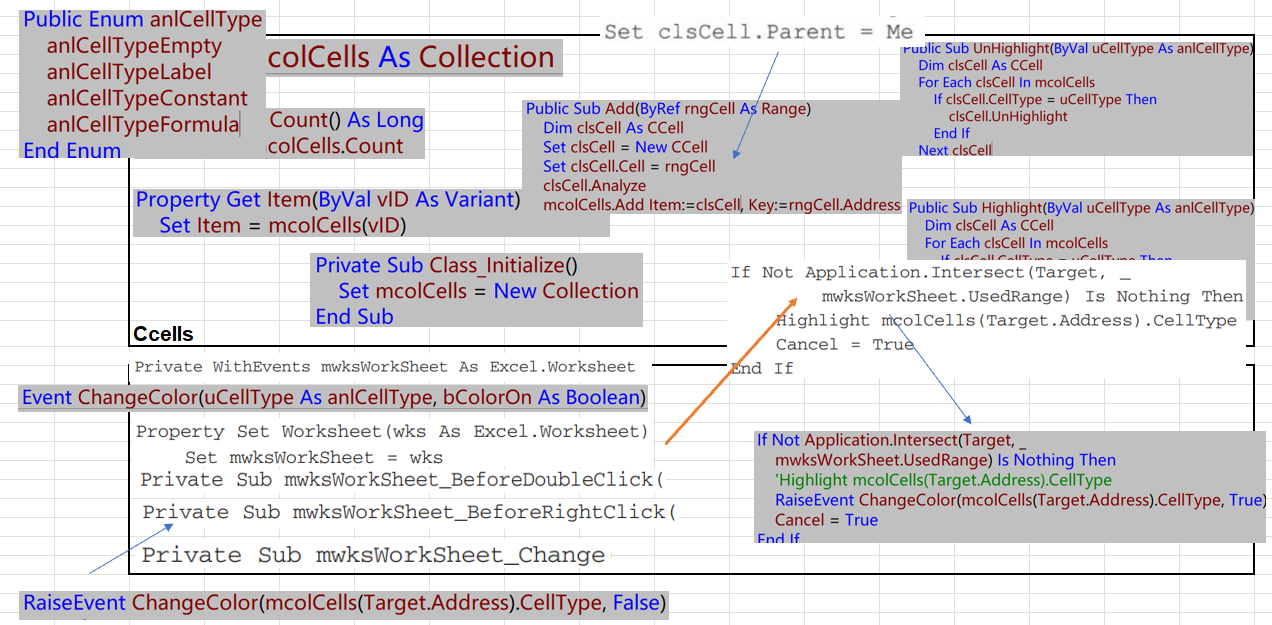 Public Enum anlCellType
anlCellTypeEmpty
anlCellTypeLabel
anlCellTypeConstant
anlCellTypeFormula
End Enum
colCells As Collection
Count() As Long
colCells.Count
Set clsCell.Parent = Me
Public Sub Add(ByRef rngCell As Range)
Dim clsCell As CCell
Set clsCell = New CCell
Set clsCell.Cell = rngCell
clsCell.Analyze
mcolCells.Add Item:=clsCell, Key:=rngCell.Address
Public Sub UnHighlight(ByVal uCellType As anlCellType)
Dim clsCell As CCell
For Each clsCell In mcolCells
If clsCell.CellType = uCellType Then
clsCell.UnHighlight
End If
Next clsCell
Property Get Item(ByVal vID As Variant)
Set Item = mcolCells(vID)
Public Sub Highlight(ByVal uCellType As anlCellType)
Dim clsCell As CCell
For Each clsCell In mcolCells
If clsCell.CellType = uCellType Then
Private Sub Class_Initialize()
Set mcolCells = New Collection
End Sub
If Not Application.Intersect(Target, _
mwksWorkSheet.UsedRange) Is Nothing Then
Highlight mcolCells(Target.Address).CellType
Cancel = True
End If
Ccells
Private WithEvents mwksWorkSheet As Excel.Worksheet
Event ChangeColor(uCellType As anlCellType, bColorOn As Boolean)
Property Set Worksheet(wks As Excel.Worksheet)
Set mwksWorkSheet = wks
Private Sub mwksWorkSheet_BeforeDoubleClick(
Private Sub mwksWorkSheet_BeforeRightClick(
Private Sub mwksWorkSheet_Change
If Not Application.Intersect(Target, _
mwksWorkSheet.UsedRange) Is Nothing Then
'Highlight mcolCells(Target.Address).CellType
RaiseEvent ChangeColor(mcolCells(Target.Address).CellType, True)
Cancel = True
End If
RaiseEvent ChangeColor(mcolCells(Target.Address).CellType, False)